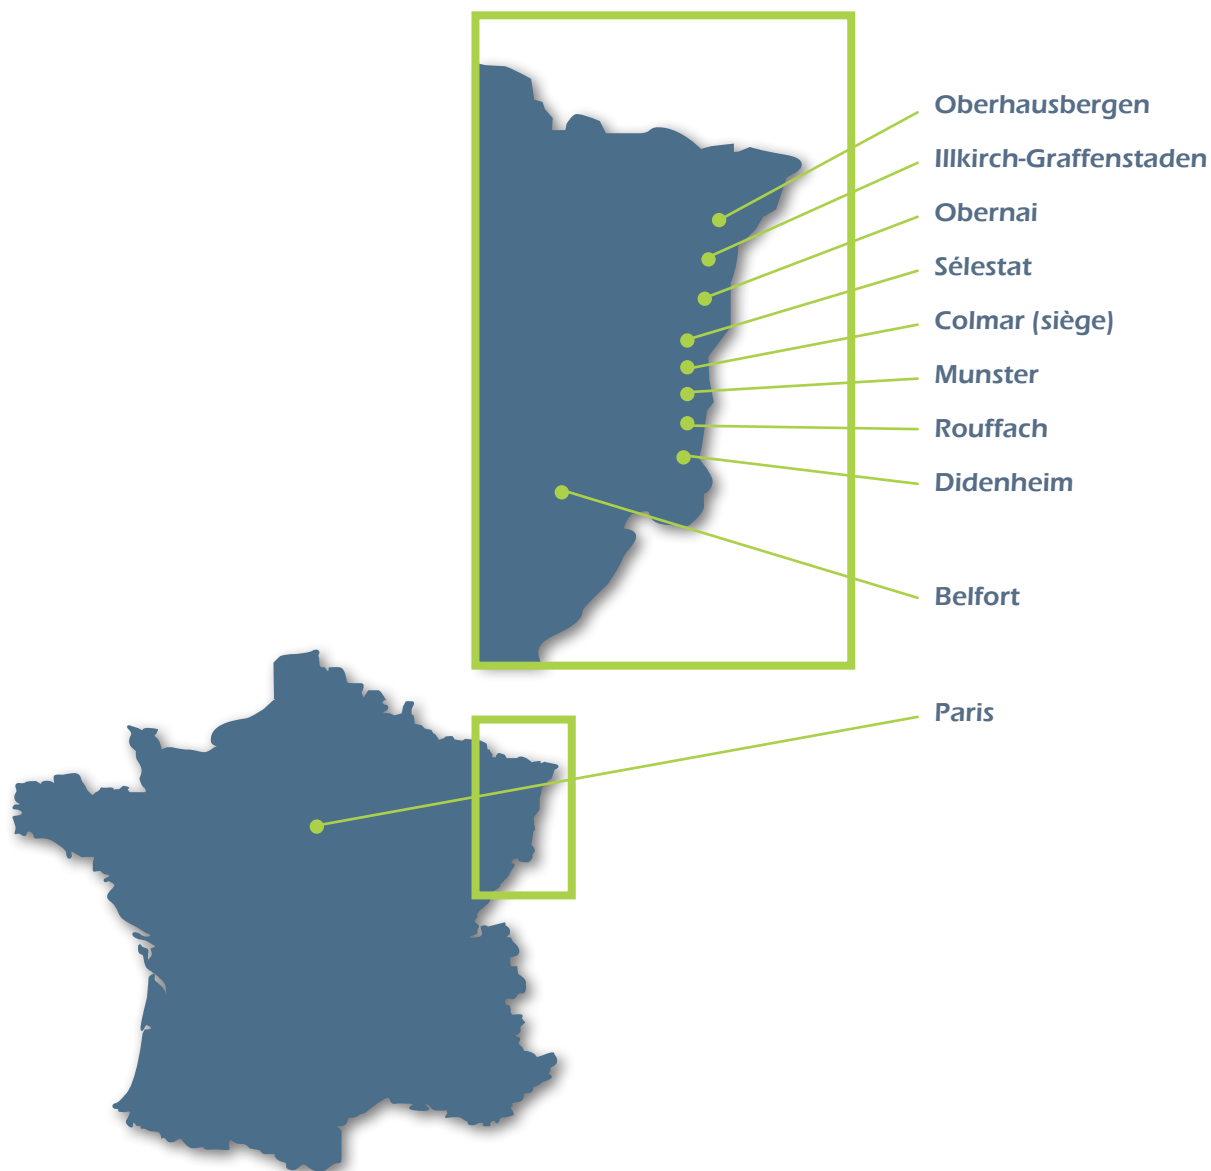 Oberhausbergen
Illkirch-Graffenstaden
Obernai
Sélestat
Colmar (siège)
Munster
Rouffach
Didenheim
Belfort
Paris